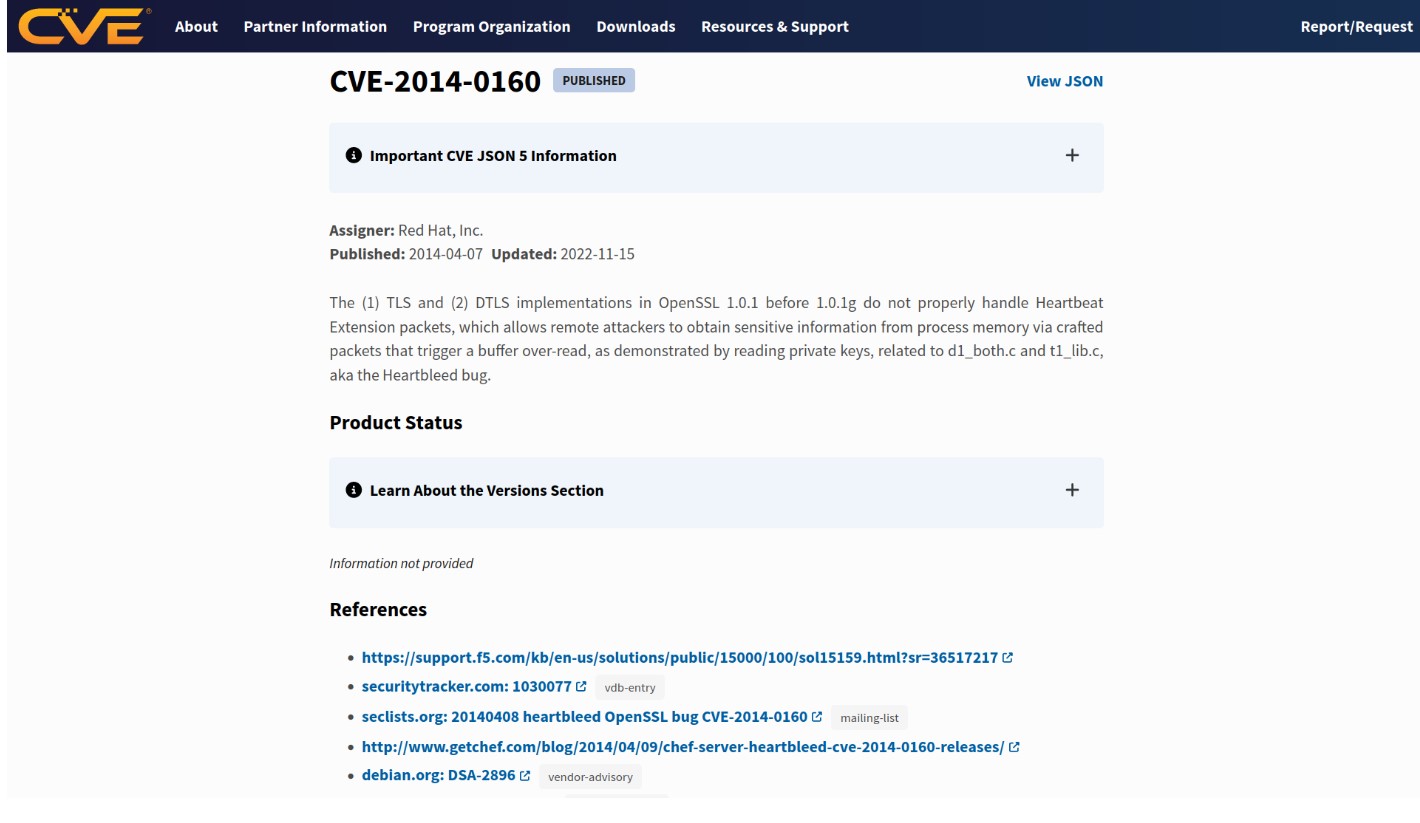 CVE®
About Partner Information Program Organization Downloads Resources & Support Report/Request
CVE-2014-0160 PUBLISHED View JSON
Important CVE JSON 5 Information +
Assigner: Red Hat, Inc.
Published: 2014-04-07 Updated: 2022-11-15
The (1) TLS and (2) DTLS implementations in OpenSSL 1.0.1 before 1.0.1g do not properly handle Heartbeat
Extension packets, which allows remote attackers to obtain sensitive information from process memory via crafted
packets that trigger a buffer over-read, as demonstrated by reading private keys, related to d1_both.c and t1_lib.c,
aka the Heartbleed bug.
Product Status
Learn About the Versions Section +
Information not provided
References
https://support.f5.com/kb/en-us/solutions/public/15000/100/sol15159.html?sr=36517217
securitytracker.com: 1030077 vdb-entry
seclists.org: 20140408 heartbleed OpenSSL bug CVE-2014-0160 mailing-list
http://www.getchef.com/blog/2014/04/09/chef-server-heartbleed-cve-2014-0160-releases/
debian.org: DSA-2896 vendor-advisory